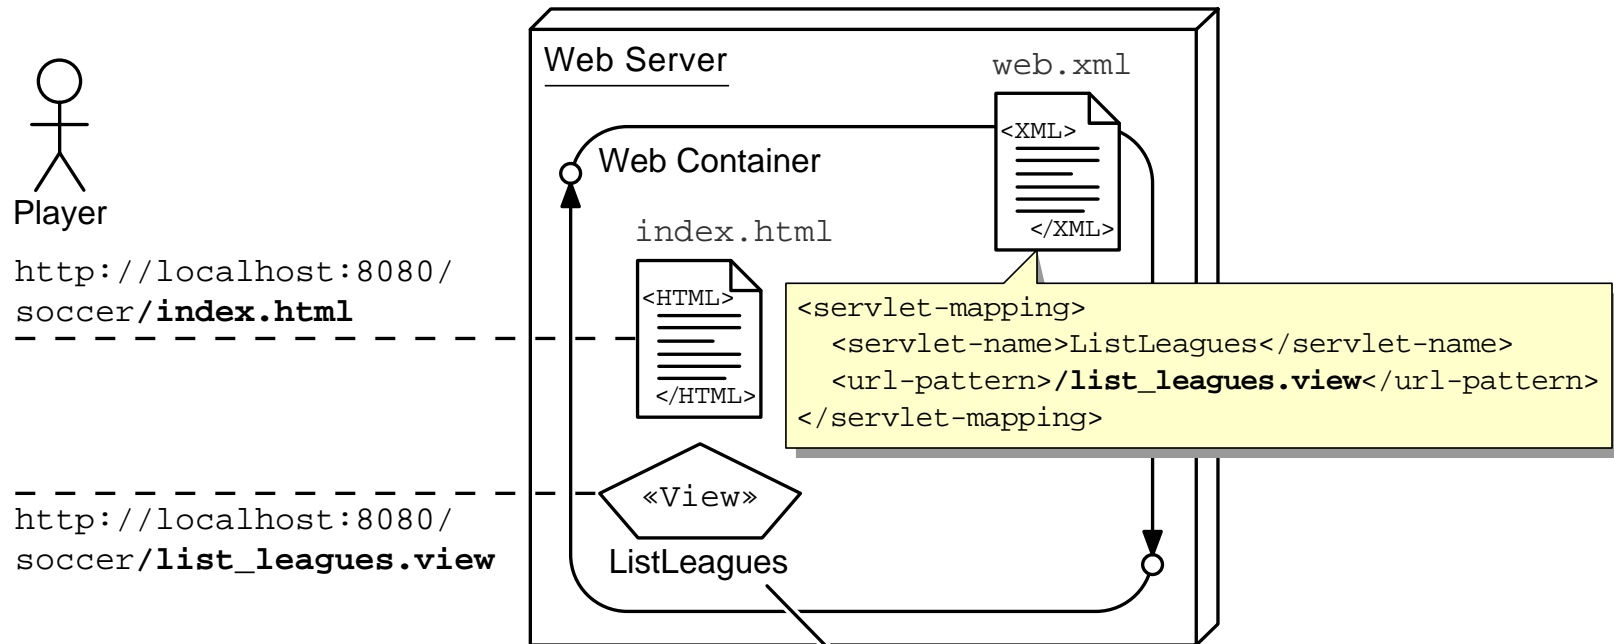 Web Server
web.xml
<XML>
Web Container
</XML>
Player
index.html
http://localhost:8080/
soccer/index.html
<HTML>
</HTML>
<servlet-mapping>
<servlet-name>ListLeagues</servlet-name>
<url-pattern>/list_leagues.view</url-pattern>
</servlet-mapping>
«View»
http://localhost:8080/
soccer/list_leagues.view
ListLeagues